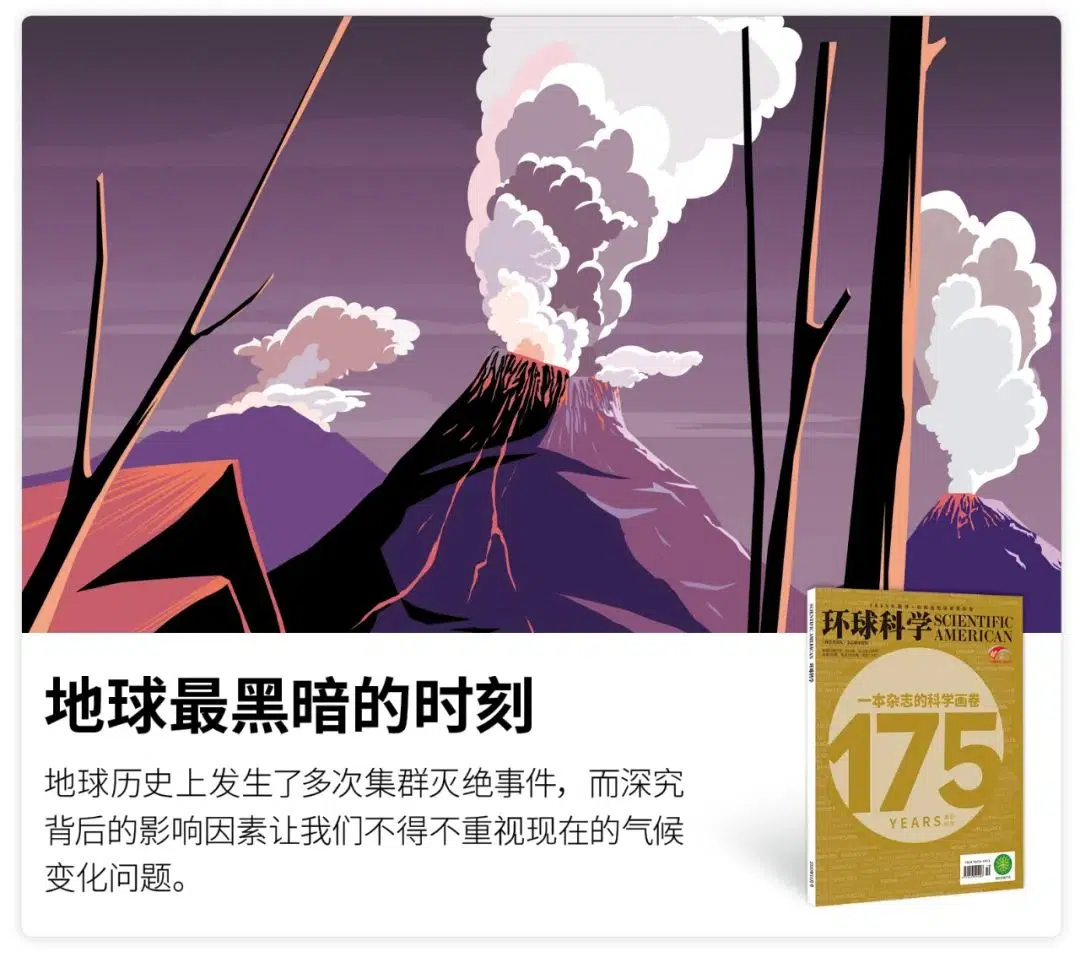 环球科学 SCIENTIFIC
AMERICAN
一本杂志的科学画卷
175
YEARS
地球最黑暗的时刻
地球历史上发生了多次集群灭绝事件，而深究
背后的影响因素让我们不得不重视现在的气候
变化问题。